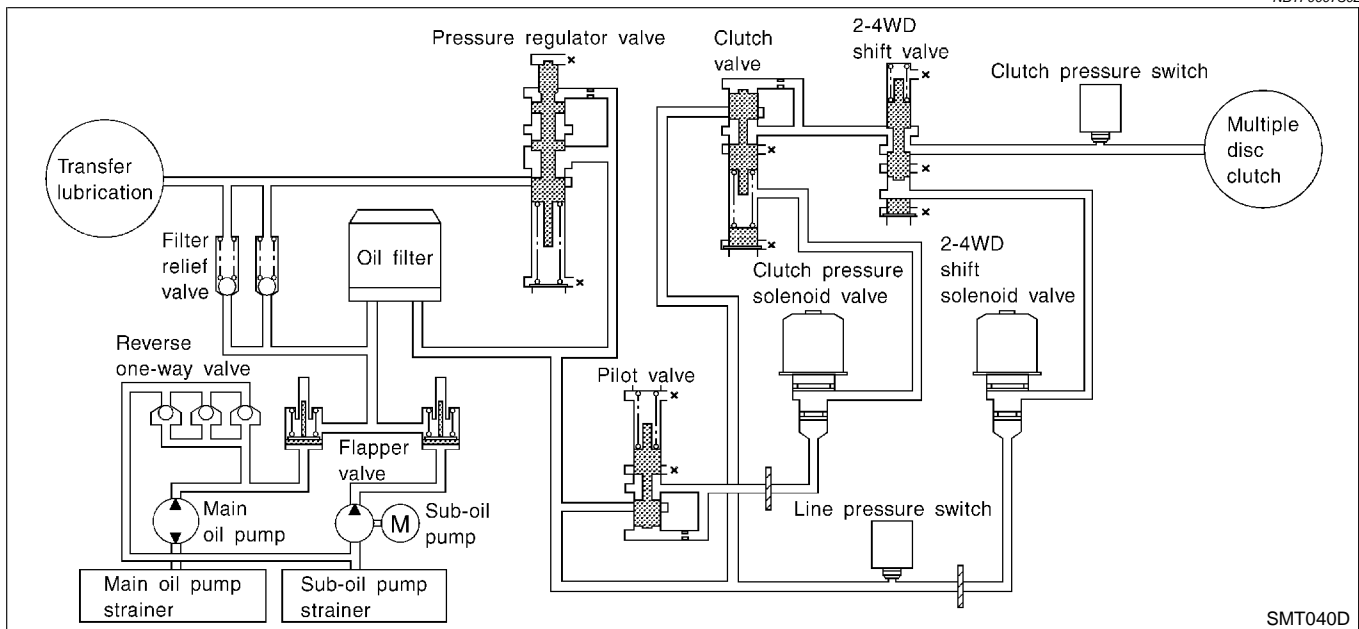 Pressure regulator valve
Clutch
valve
2-4WD
shift valve
Clutch pressure switch
Transfer
lubrication
Multiple
disc
clutch
Filter
relief
valve
Oil filter
Clutch pressure
solenoid valve
2-4WD
shift
solenoid valve
Reverse
one-way valve
Pilot valve
Flapper
valve
Main
oil pump
M
Sub-oil
pump
Line pressure switch
Main oil pump
strainer
Sub-oil pump
strainer
SMT040D